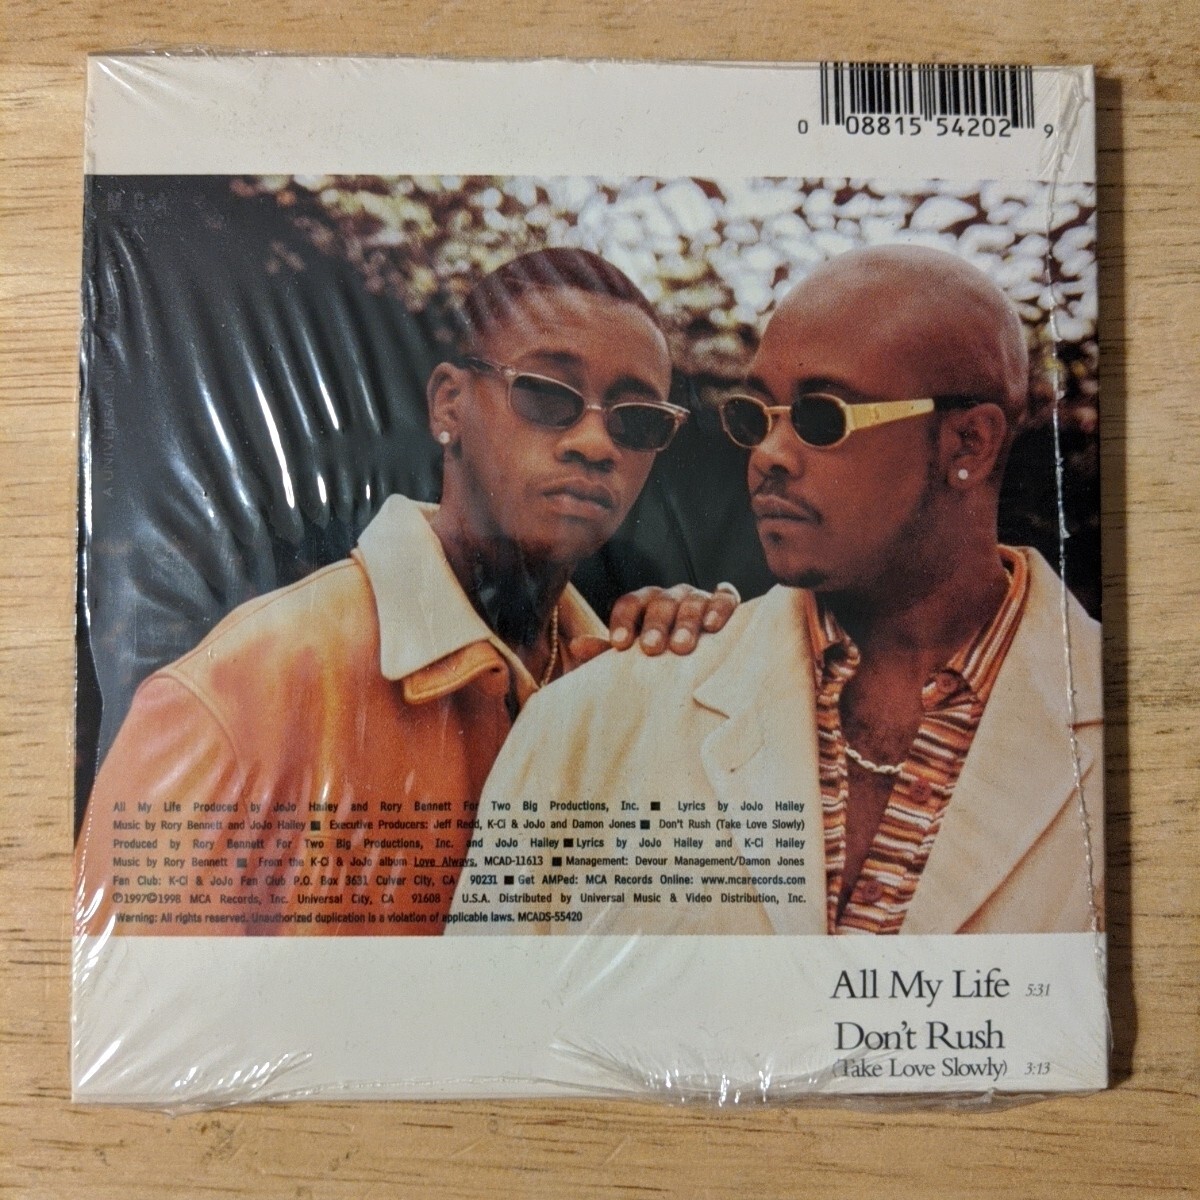 0 08815 54202 9
MCA
A UNIVERSAL MUSIC
All My Life Produced by JoJo Hailey and Rory Bennett For Two Big Productions, Inc. ■ Lyrics by JoJo Hailey
Music by Rory Bennett and JoJo Hailey ■ Executive Producers: Jeff Redd, K-Ci & JoJo and Damon Jones ■ Don't Rush (Take Love Slowly)
Produced by Rory Bennett For Two Big Productions, Inc. and JoJo Hailey ■ Lyrics by JoJo Hailey and K-Ci Hailey
Music by Rory Bennett ■ From the K-Ci & JoJo album Love Always, MCAD-11613 ■ Management: Devour Management/Damon Jones
Fan Club: K-Ci & JoJo Fan Club P.O. Box 3631 Culver City, CA 90231 ■ Get AMPed: MCA Records Online: www.mcarecords.com
℗1997©1998 MCA Records, Inc. Universal City, CA 91608 - U.S.A. Distributed by Universal Music & Video Distribution, Inc.
Warning: All rights reserved. Unauthorized duplication is a violation of applicable laws. MCADS-55420
All My Life 5:31
Don't Rush
(Take Love Slowly) 3:13